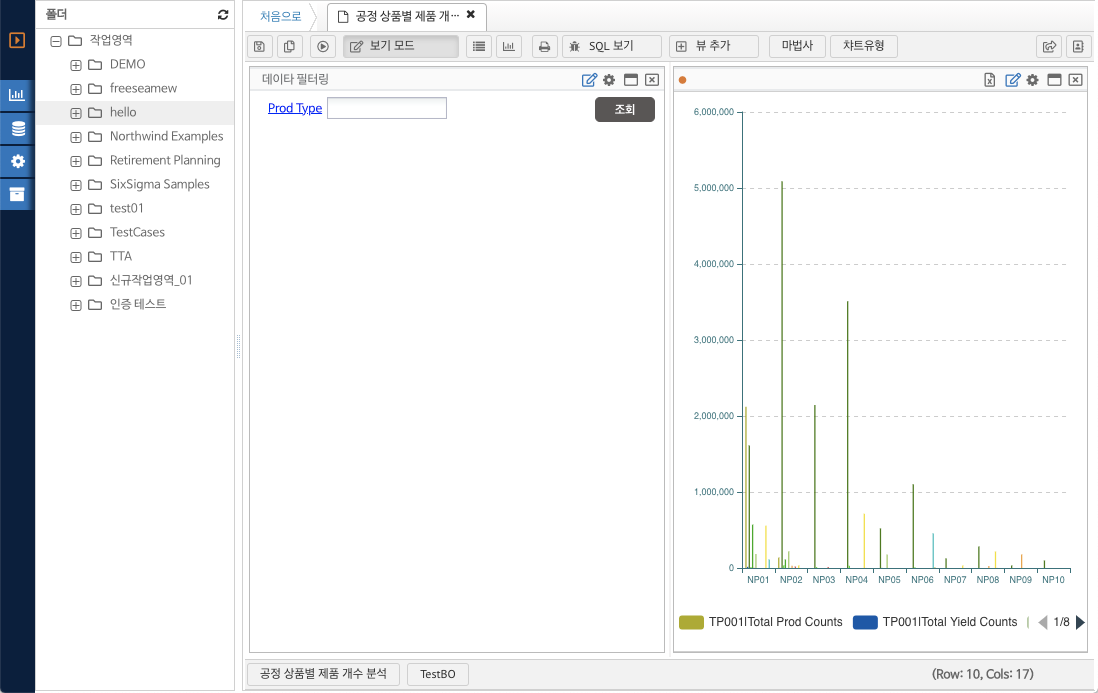 폴더
작업영역
DEMO
freeseamew
hello
Northwind Examples
Retirement Planning
SixSigma Samples
test01
TestCases
TTA
신규작업영역_01
인증 테스트
처음으로
공정 상품별 제품 개···
보기 모드
SQL 보기
뷰 추가
마법사
챠트유형
데이타 필터링
Prod Type
조회
6,000,000
5,000,000
4,000,000
3,000,000
2,000,000
1,000,000
0
NP01 NP02 NP03 NP04 NP05 NP06 NP07 NP08 NP09 NP10
TP001|Total Prod Counts TP001|Total Yield Counts 1/8
공정 상품별 제품 개수 분석 TestBO (Row: 10, Cols: 17)